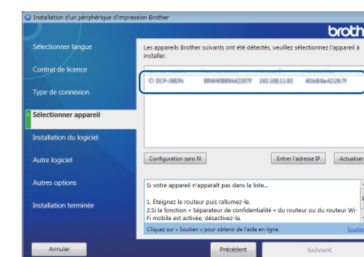 Installation d'un périphérique d'impression Brother
broth
Sélectionner langue
Les appareils Brother suivants ont été détectés, veuillez sélectionnez l'appareil à
installer.
Contrat de licence
Type de connexion
Sélectionner appareil
Installation du logiciel
Autre logiciel
Configuration sans fil
Entrer l'adresse IP
Actualiser
Autres options
Si votre appareil n'apparaît pas dans la liste...
Installation terminée
1. Éteignez le routeur puis rallumez-le.
2.Si la fonction « Séparateur de confidentialité » du routeur ou du routeur Wi-
Fi mobile est activée, désactivez-la.
Cliquez sur « Soutien » pour obtenir de l'aide en ligne.
Annuler
Précédent
Suivant